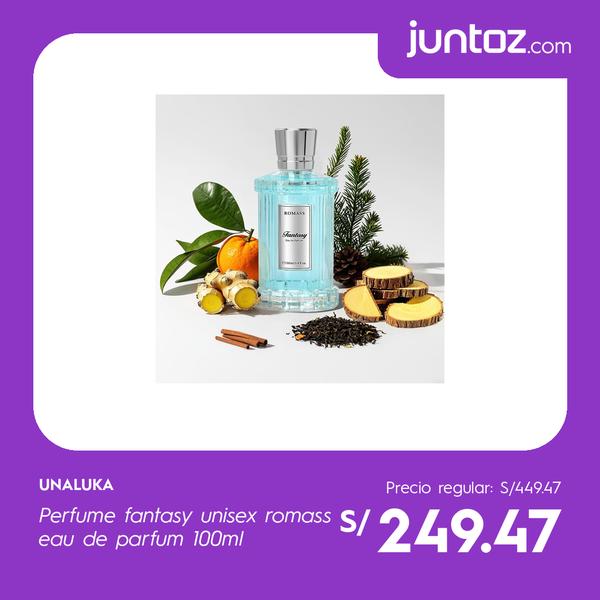 juntoz.com
ROMASS
Fantasy
UNALUKA
Precio regular: S/449.47
Perfume fantasy unisex romass
eau de parfum 100ml
S/ 249.47